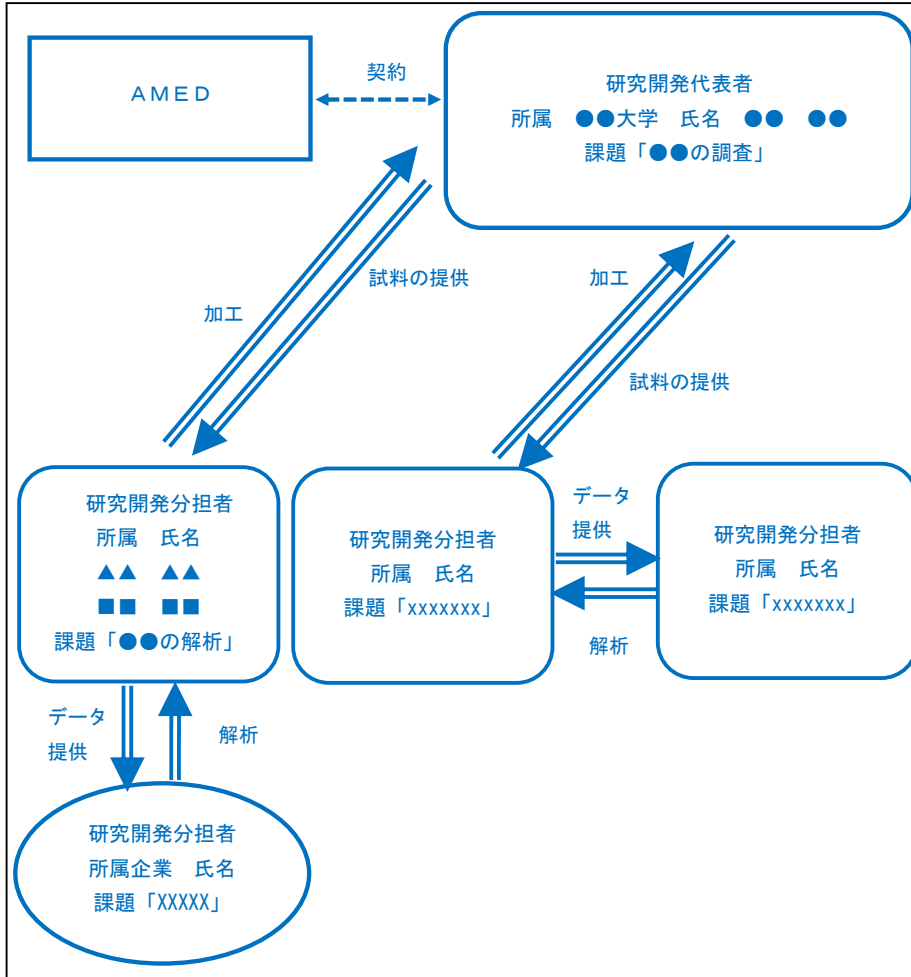 AMED
契約
研究開発代表者
所属　●●大学　氏名　●●　●●
課題「●●の調査」
加工
試料の提供
加工
試料の提供
研究開発分担者
所属　氏名
▲▲　▲▲
■■　■■
課題「●●の解析」
研究開発分担者
所属　氏名
課題「xxxxxxx」
データ
提供
解析
研究開発分担者
所属　氏名
課題「xxxxxxx」
データ
提供
解析
研究開発分担者
所属企業　氏名
課題「XXXXX」